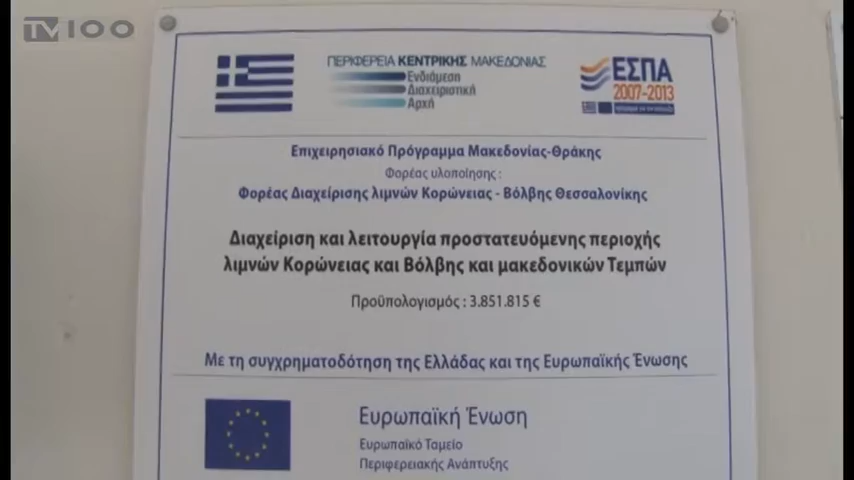 TV100
ΠΕΡΙΦΕΡΕΙΑ ΚΕΝΤΡΙΚΗΣ ΜΑΚΕΔΟΝΙΑΣ
Ενδιάμεση
Διαχειριστική
Αρχή
ΕΣΠΑ
2007-2013
Επιχειρησιακό Πρόγραμμα Μακεδονίας-Θράκης
Φορέας υλοποίησης :
Φορέας Διαχείρισης λιμνών Κορώνειας - Βόλβης Θεσσαλονίκης
Διαχείριση και λειτουργία προστατευόμενης περιοχής
λιμνών Κορώνειας και Βόλβης και μακεδονικών Τεμπών
Προϋπολογισμός : 3.851.815 €
Με τη συγχρηματοδότηση της Ελλάδας και της Ευρωπαϊκής Ένωσης
Ευρωπαϊκή Ένωση
Ευρωπαϊκό Ταμείο
Περιφερειακής Ανάπτυξης